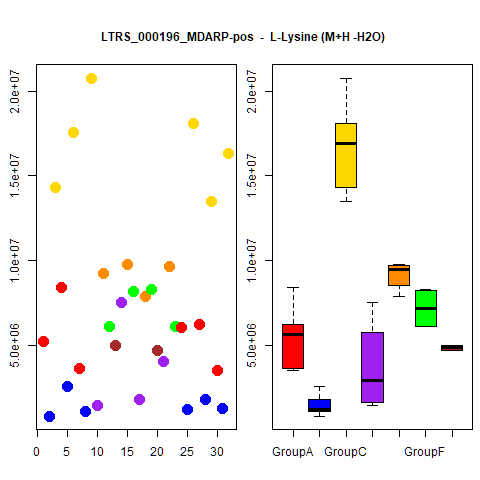 LTRS_000196_MDARP-pos - L-Lysine (M+H -H2O)
2.0e+07
2.0e+07
1.5e+07
1.5e+07
1.0e+07
1.0e+07
5.0e+06
5.0e+06
0 5 10 15 20 25 30
GroupA GroupC GroupF